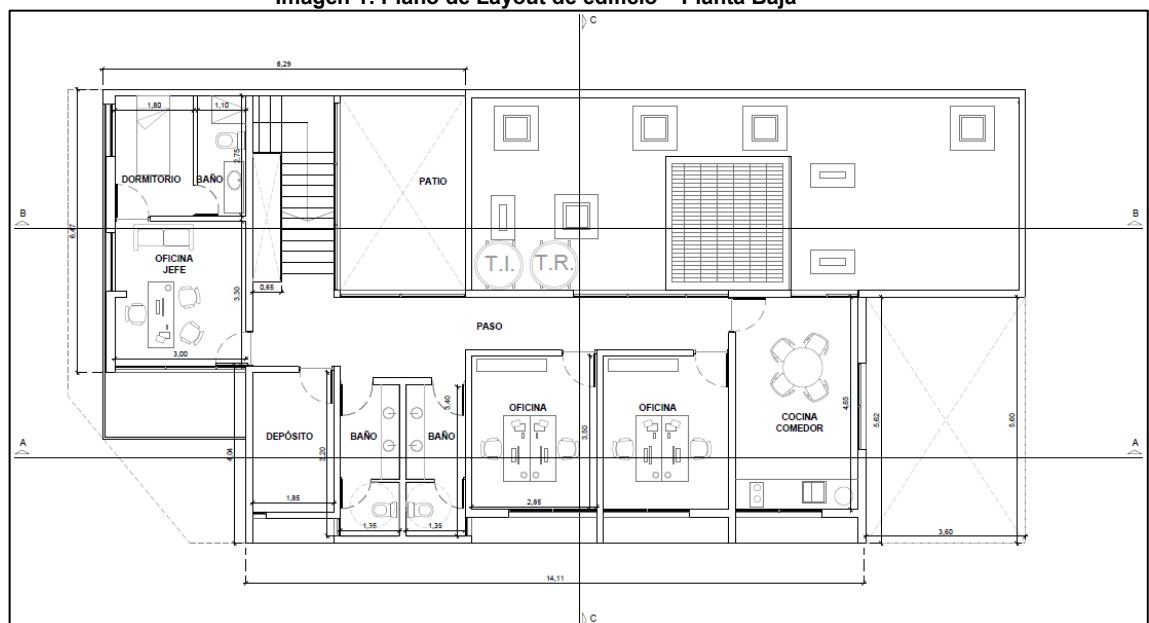 Imagen 1: Plano de Layout de edificio – Planta Baja
C
8,29
1,80
1,10
2,75
DORMITORIO
BAÑO
PATIO
B
B
6,47
OFICINA
JEFE
T.I.
T.R.
3,30
0,65
PASO
3,00
OFICINA
OFICINA
COCINA
COMEDOR
4,85
5,62
5,60
3,40
3,50
DEPÓSITO
BAÑO
BAÑO
A
A
4,04
3,20
1,85
2,85
1,35
1,35
3,60
14,11
C